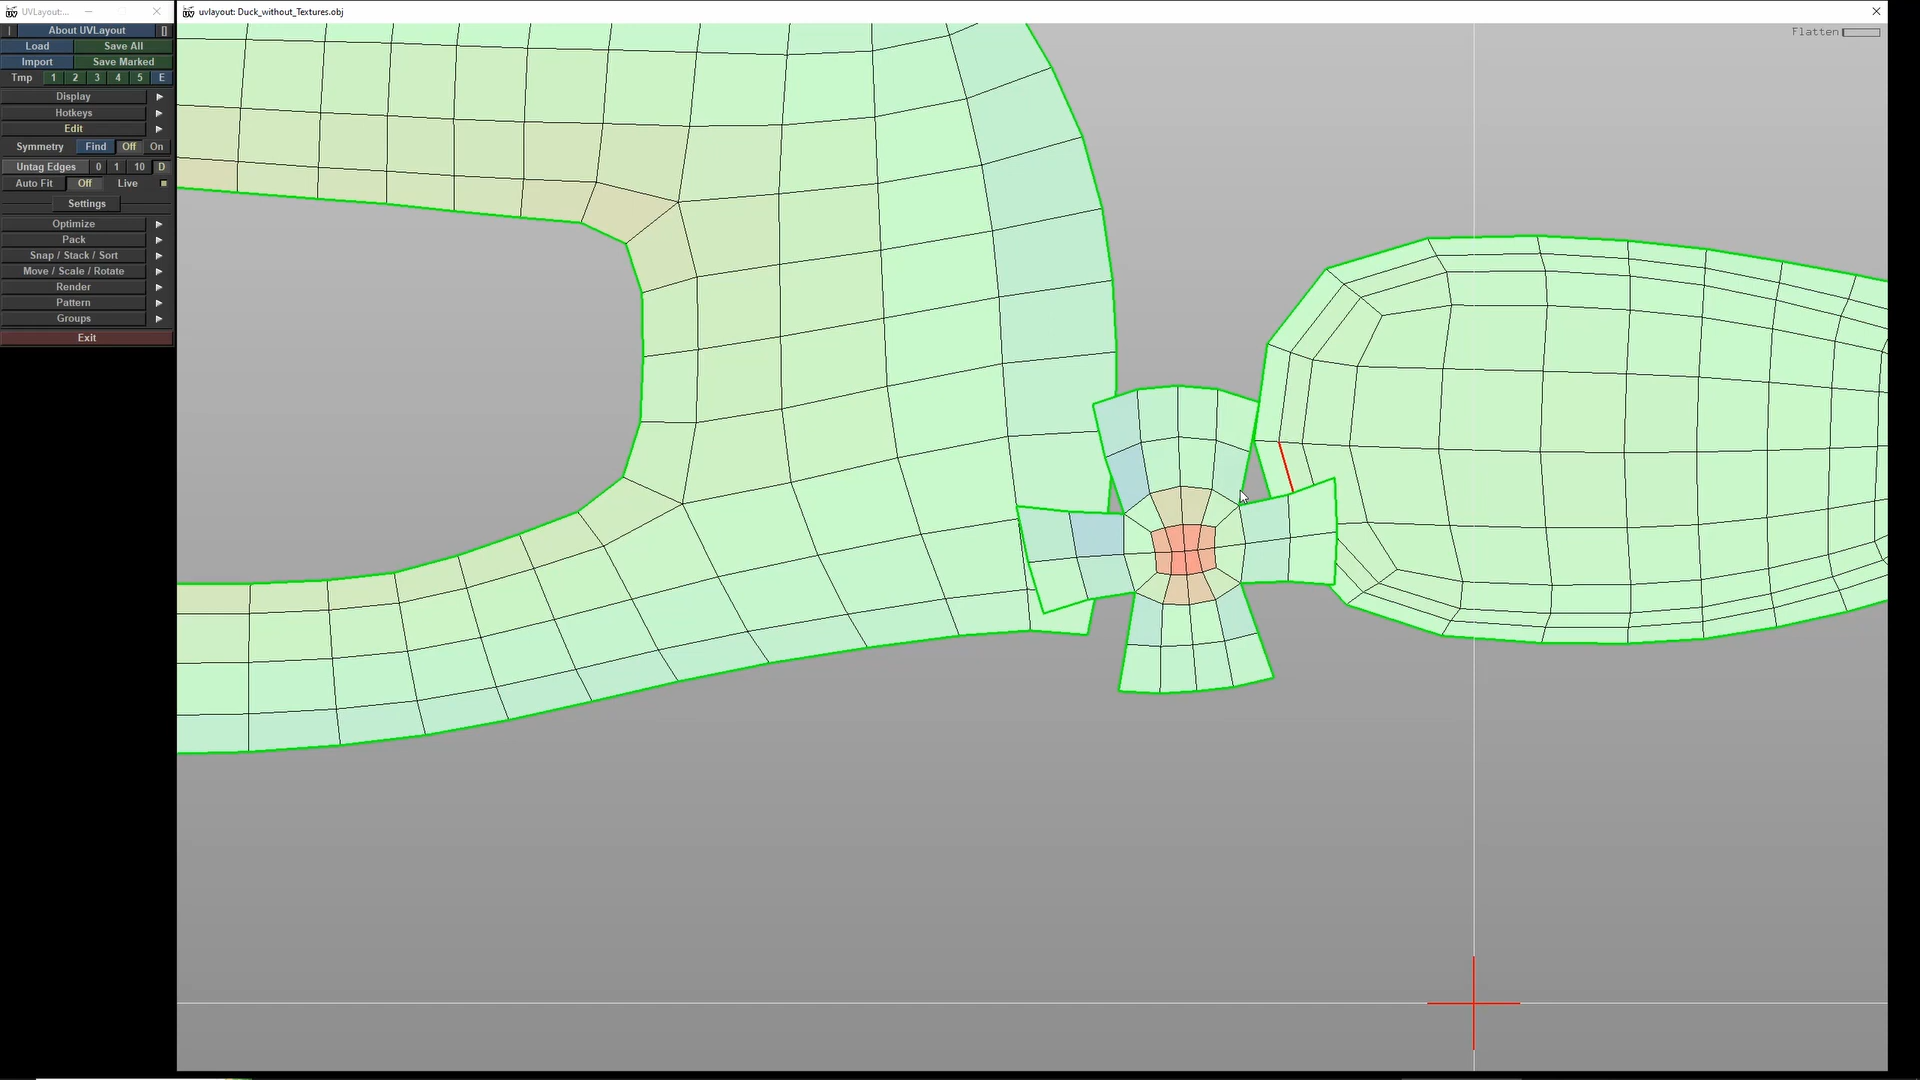 UVLayout:...
uvlayout: Duck_without_Textures.obj
About UVLayout
Load Save All
Import Save Marked
Tmp 1 2 3 4 5 E
Display
Hotkeys
Edit
Symmetry Find Off On
Untag Edges 0 1 10 D
Auto Fit Off Live
Settings
Optimize
Pack
Snap / Stack / Sort
Move / Scale / Rotate
Render
Pattern
Groups
Exit
Flatten